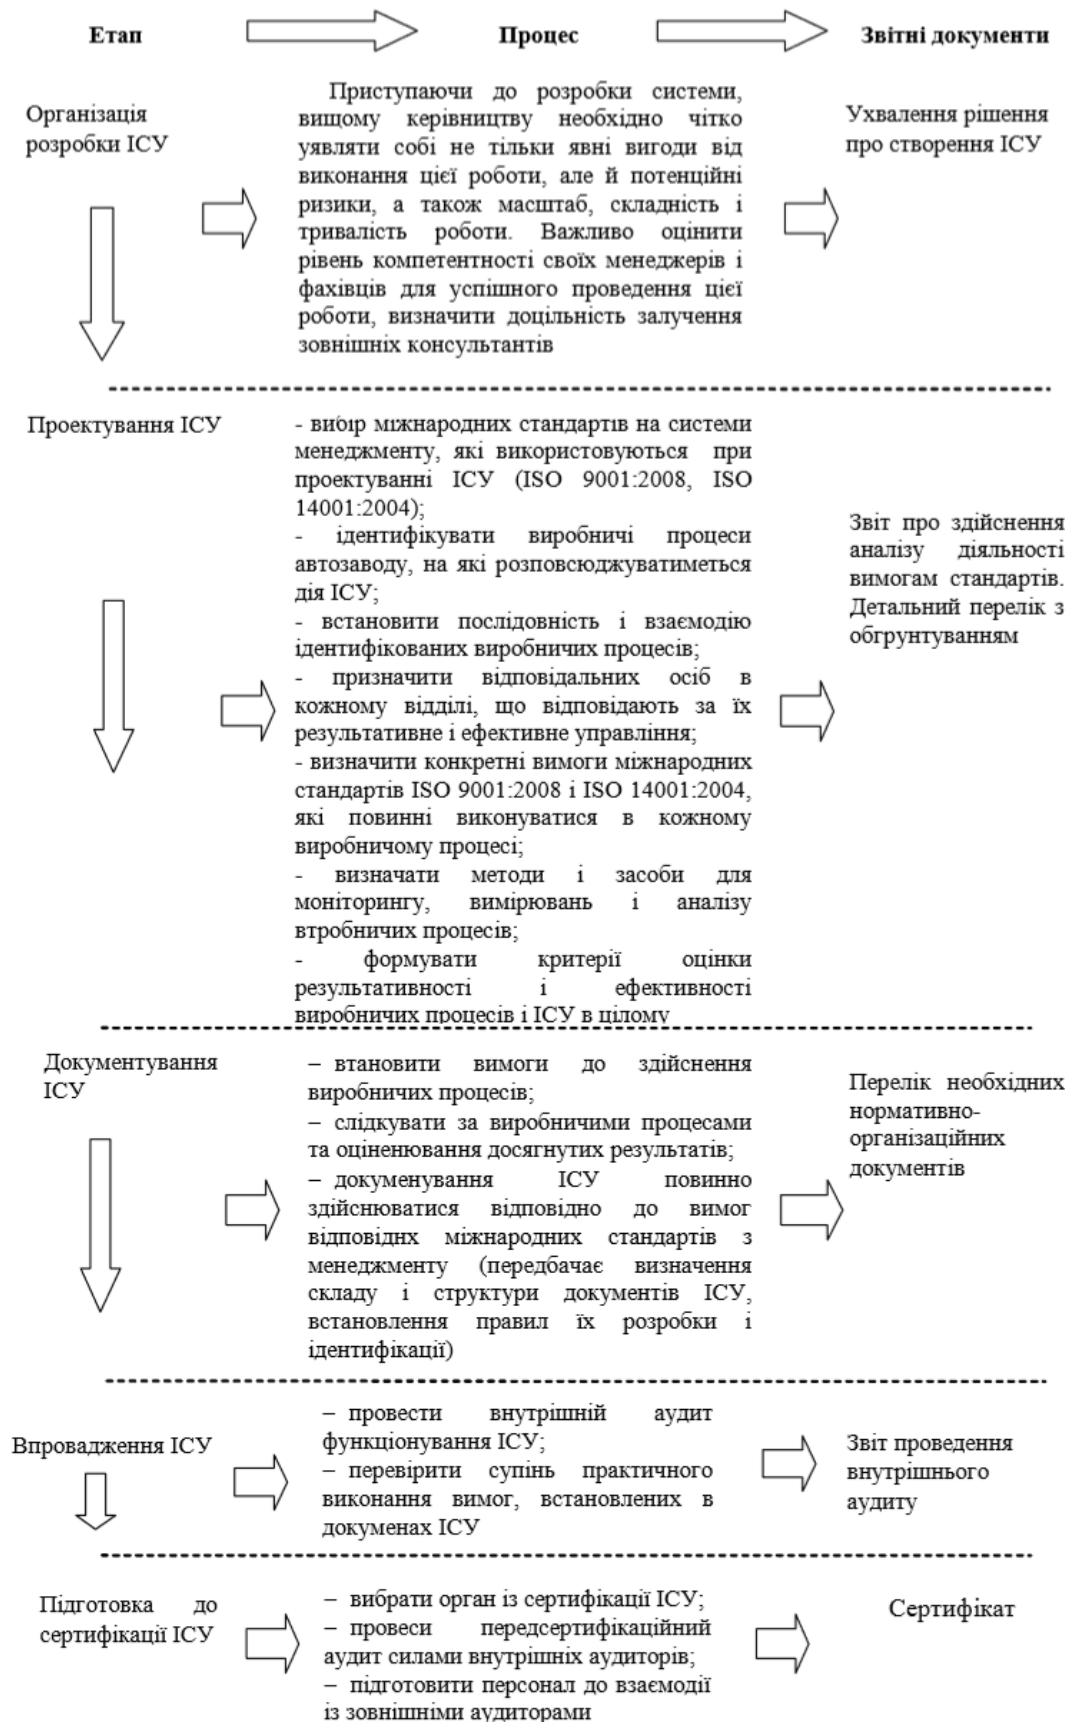 Етап
Процес
Звітні документи
Організація
розробки ІСУ
Приступаючи до розробки системи,
вищому керівництву необхідно чітко
уявляти собі не тільки явні вигоди від
виконання цієї роботи, але й потенційні
ризики, а також масштаб, складність і
тривалість роботи. Важливо оцінити
рівень компетентності своїх менеджерів і
фахівців для успішного проведення цієї
роботи, визначити доцільність залучення
зовнішніх консультантів
Ухвалення рішення
про створення ІСУ
Проектування ІСУ
- вибір міжнародних стандартів на системи
менеджменту, які використовуються при
проектуванні ІСУ (ISO 9001:2008, ISO
14001:2004);
- ідентифікувати виробничі процеси
автозаводу, на які розповсюджуватиметься
дія ІСУ;
- встановити послідовність і взаємодію
ідентифікованих виробничих процесів;
- призначити відповідальних осіб в
кожному відділі, що відповідають за їх
результативне і ефективне управління;
- визначити конкретні вимоги міжнародних
стандартів ISO 9001:2008 і ISO 14001:2004,
які повинні виконуватися в кожному
виробничому процесі;
- визначати методи і засоби для
моніторингу, вимірювань і аналізу
втробничих процесів;
- формувати критерії оцінки
результативності і ефективності
виробничих процесів і ІСУ в цілому
Звіт про здійснення
аналізу діяльності
вимогам стандартів.
Детальний перелік з
обгрунтуванням
Документування
ІСУ
– втановити вимоги до здійснення
виробничих процесів;
– слідкувати за виробничими процесами
та оціненювання досягнутих результатів;
– докуменування ІСУ повинно
здійснюватися відповідно до вимог
відповіднх міжнародних стандартів з
менеджменту (передбачає визначення
складу і структури документів ІСУ,
встановлення правил їх розробки і
ідентифікації)
Перелік необхідних
нормативно-
організаційних
документів
Впровадження ІСУ
– провести внутрішній аудит
функціонування ІСУ;
– перевірити супінь практичного
виконання вимог, встановлених в
докуменах ІСУ
Звіт проведення
внутрішнього
аудиту
Підготовка до
сертифікації ІСУ
– вибрати орган із сертифікації ІСУ;
– провеси передсертифікаційний
аудит силами внутрішніх аудиторів;
– підготовити персонал до взаємодії
із зовнішніми аудиторами
Сертифікат